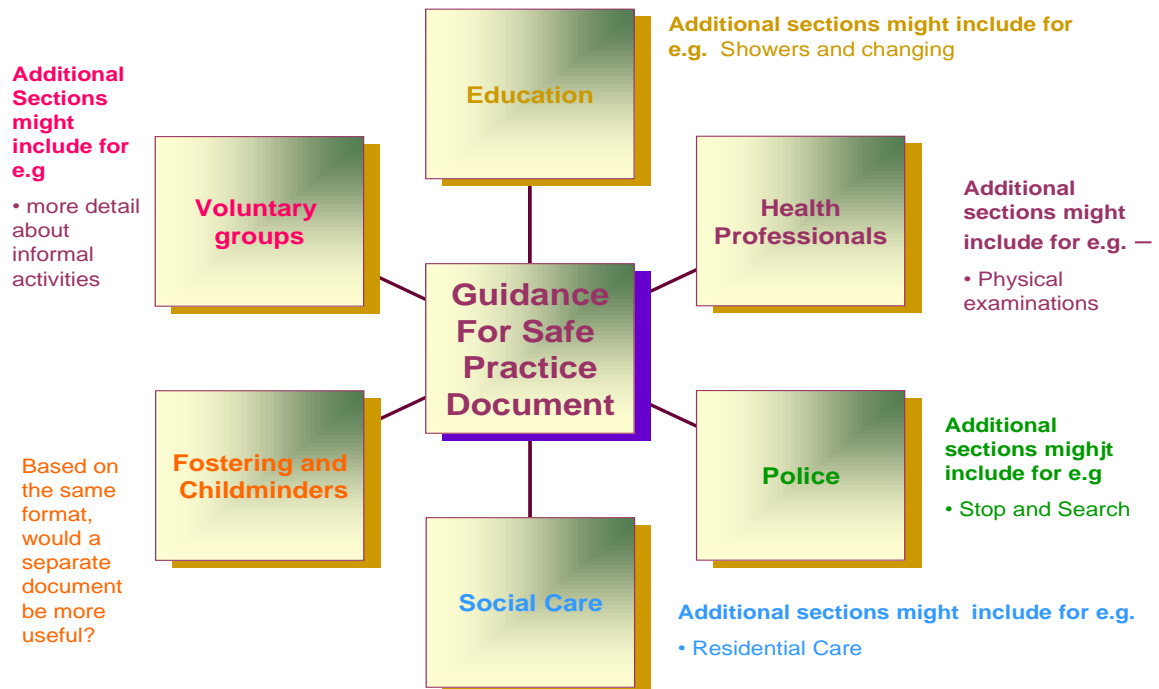 Education
Additional sections might include for
e.g. Showers and changing
Additional
Sections
might
include for
e.g
• more detail
about
informal
activities
Voluntary
groups
Health
Professionals
Additional
sections might
include for e.g. –
• Physical
examinations
Guidance
For Safe
Practice
Document
Based on
the same
format,
would a
separate
document
be more
useful?
Fostering and
Childminders
Police
Additional
sections mighjt
include for e.g
• Stop and Search
Social Care
Additional sections might include for e.g.
• Residential Care